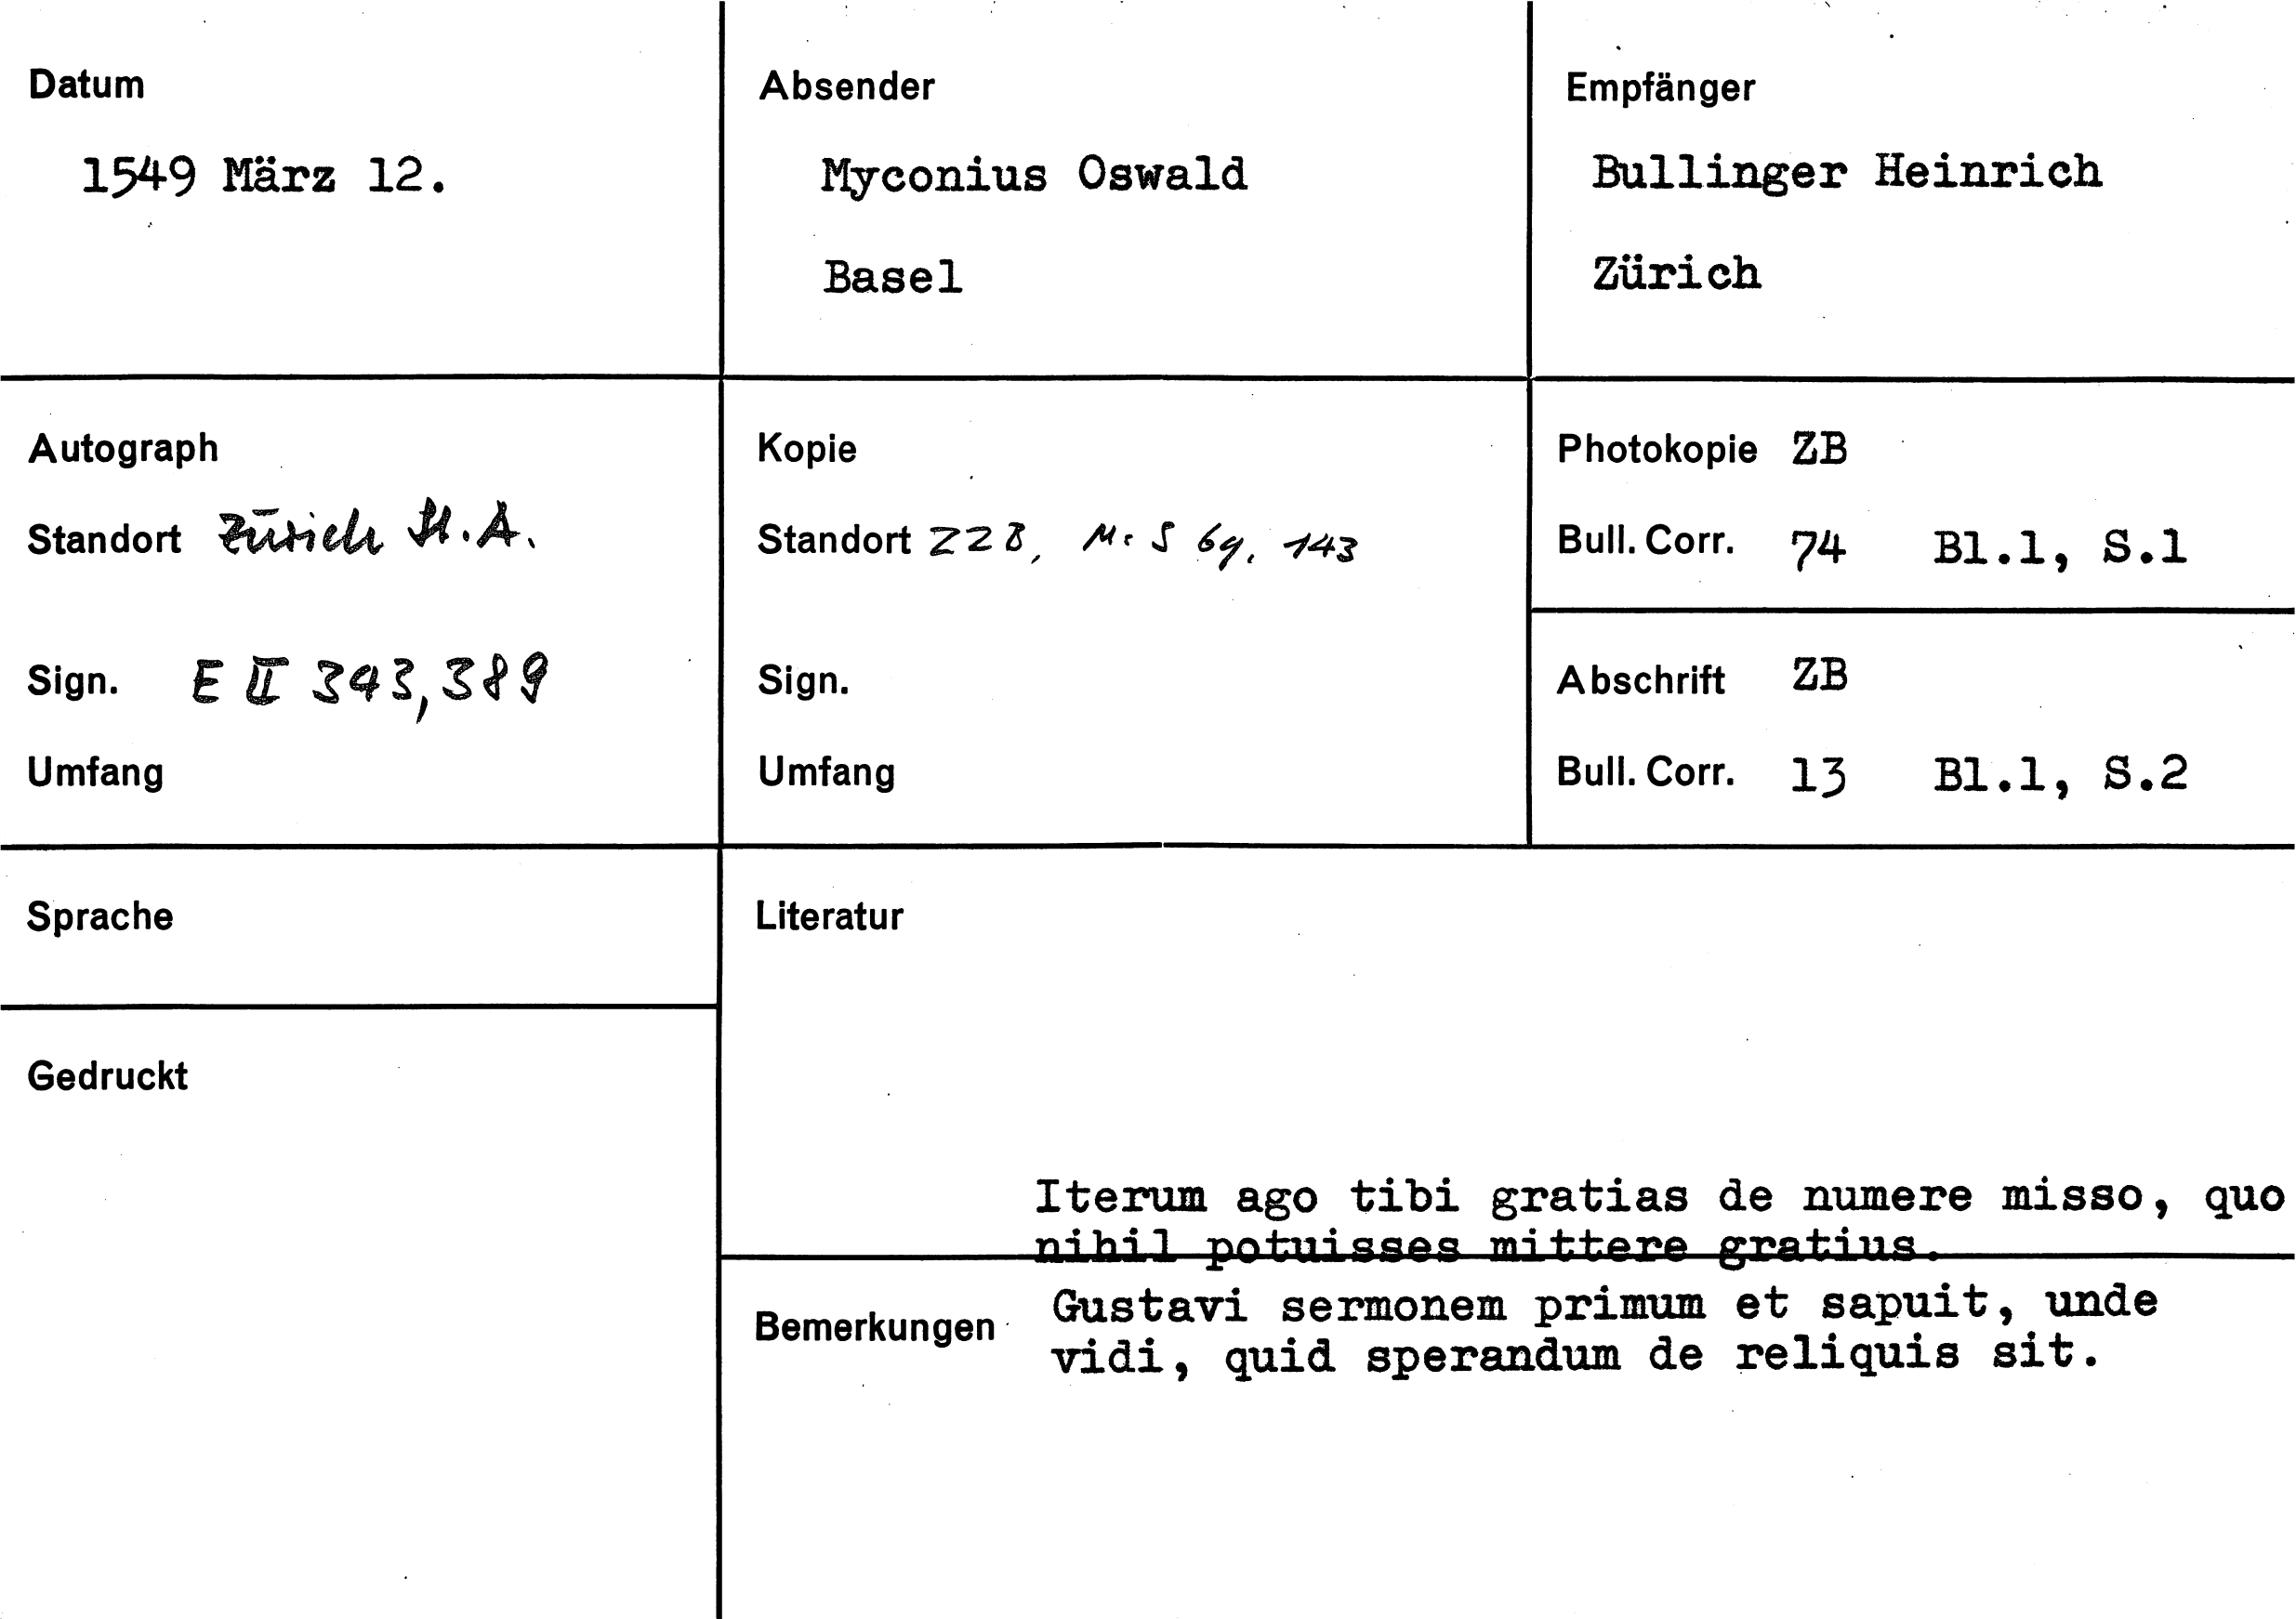 Datum
1549 März 12.
Absender
Myconius Oswald
Basel
Empfänger
Bullinger Heinrich
Zürich
Autograph
Standort Zürich St.A.
Sign. E II 343,389
Umfang
Kopie
Standort ZZB, Ms S 69, 143
Sign.
Umfang
Photokopie ZB
Bull. Corr. 74 Bl.1, S.1
Abschrift ZB
Bull. Corr. 13 Bl.1, S.2
Sprache
Gedruckt
Literatur
Iterum ago tibi gratias de numere misso, quo
nihil potuisses mittere gratius.
Bemerkungen Gustavi sermonem primum et sapuit, unde
vidi, quid sperandum de reliquis sit.